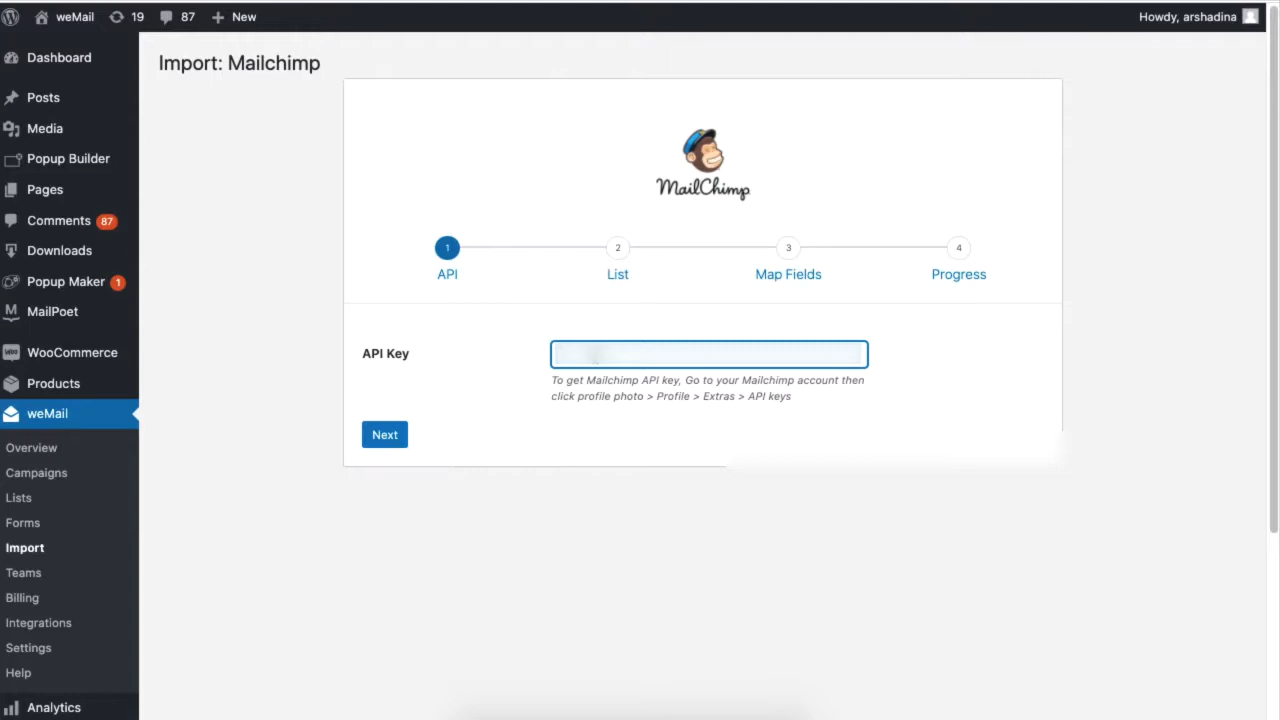 weMail 19 87 New Howdy, arshadina
Dashboard
Posts
Media
Popup Builder
Pages
Comments 87
Downloads
Popup Maker 1
MailPoet
WooCommerce
Products
weMail
Overview
Campaigns
Lists
Forms
Import
Teams
Billing
Integrations
Settings
Help
Analytics
Import: Mailchimp
MailChimp
1 2 3 4
API List Map Fields Progress
API Key
To get Mailchimp API key, Go to your Mailchimp account then
click profile photo > Profile > Extras > API keys
Next